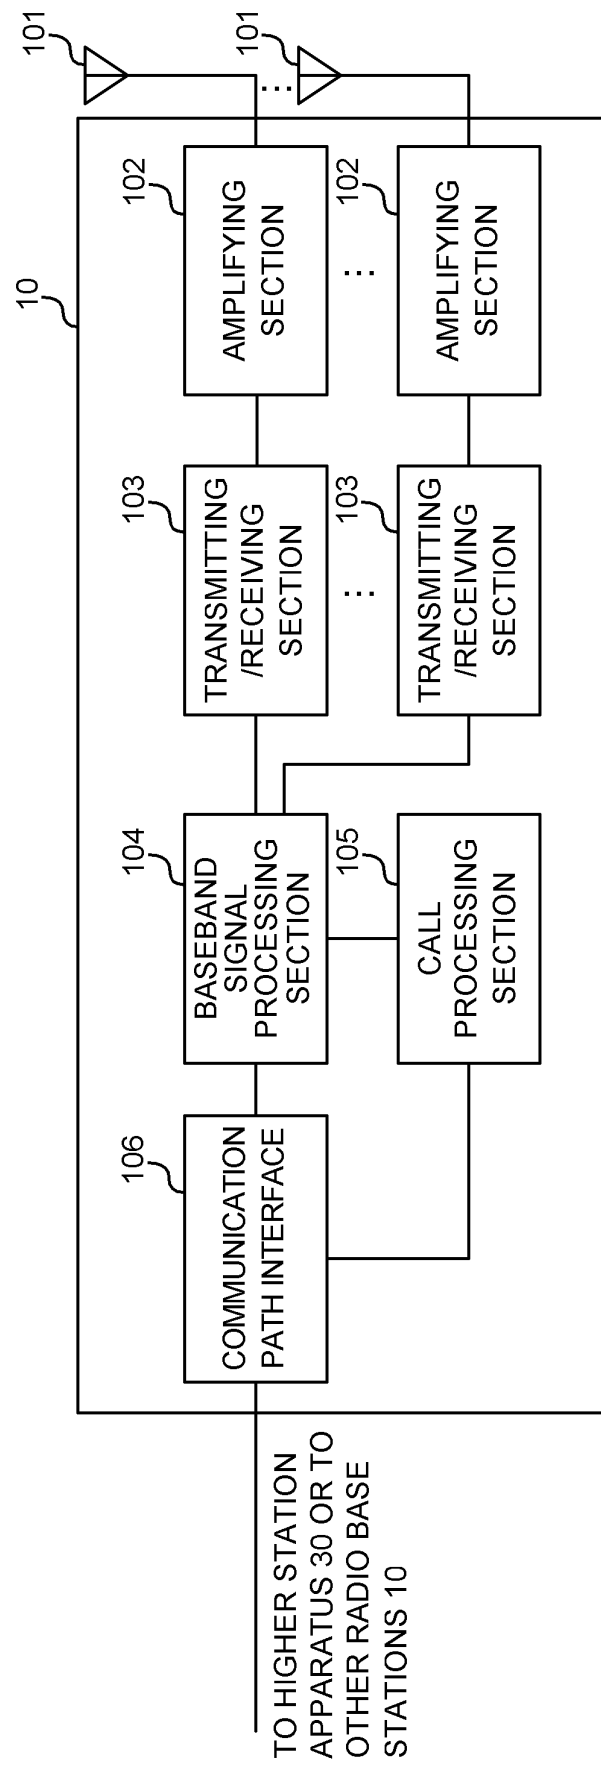 10
101
101
102
AMPLIFYING
SECTION
...
102
AMPLIFYING
SECTION
103
TRANSMITTING
/RECEIVING
SECTION
...
103
TRANSMITTING
/RECEIVING
SECTION
...
104
BASEBAND
SIGNAL
PROCESSING
SECTION
105
CALL
PROCESSING
SECTION
106
COMMUNICATION
PATH INTERFACE
TO HIGHER STATION
APPARATUS 30 OR TO
OTHER RADIO BASE
STATIONS 10